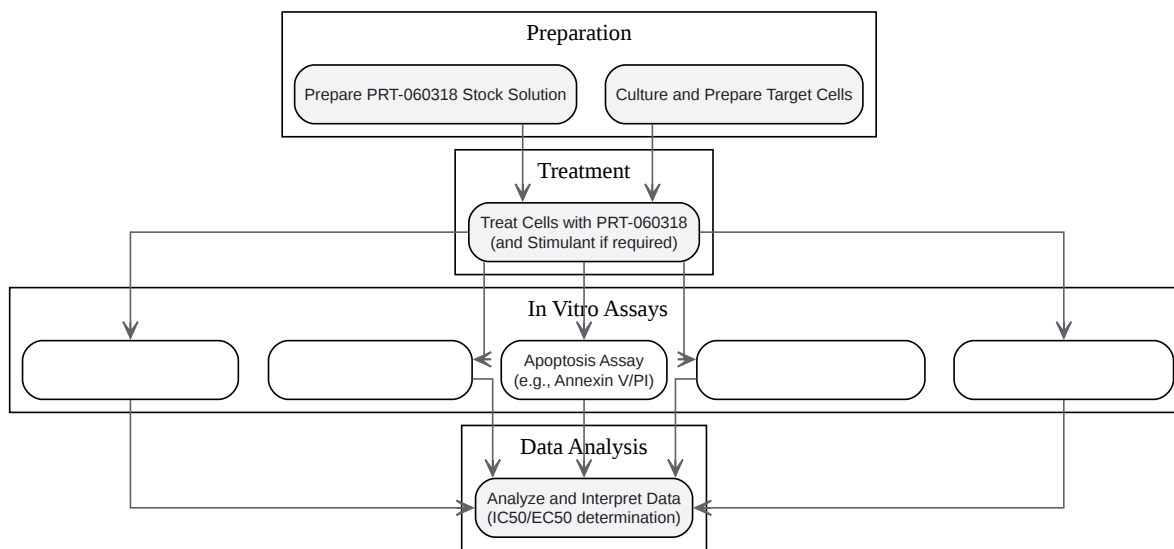 Preparation
Prepare PRT-060318 Stock Solution
Culture and Prepare Target Cells
Treatment
Treat Cells with PRT-060318
(and Stimulant if required)
In Vitro Assays
Apoptosis Assay
(e.g., Annexin V/PI)
Data Analysis
Analyze and Interpret Data
(IC50/EC50 determination)